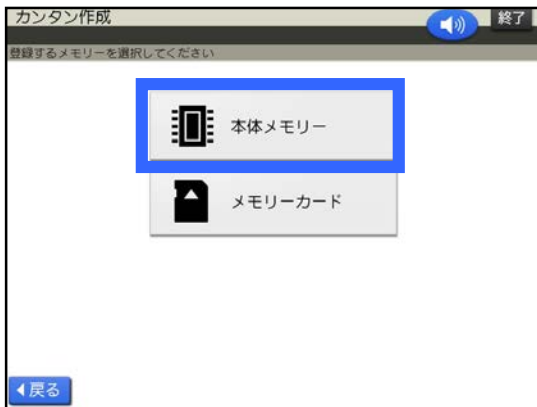 カンタン作成
終了
登録するメモリーを選択してください
本体メモリー
メモリーカード
戻る